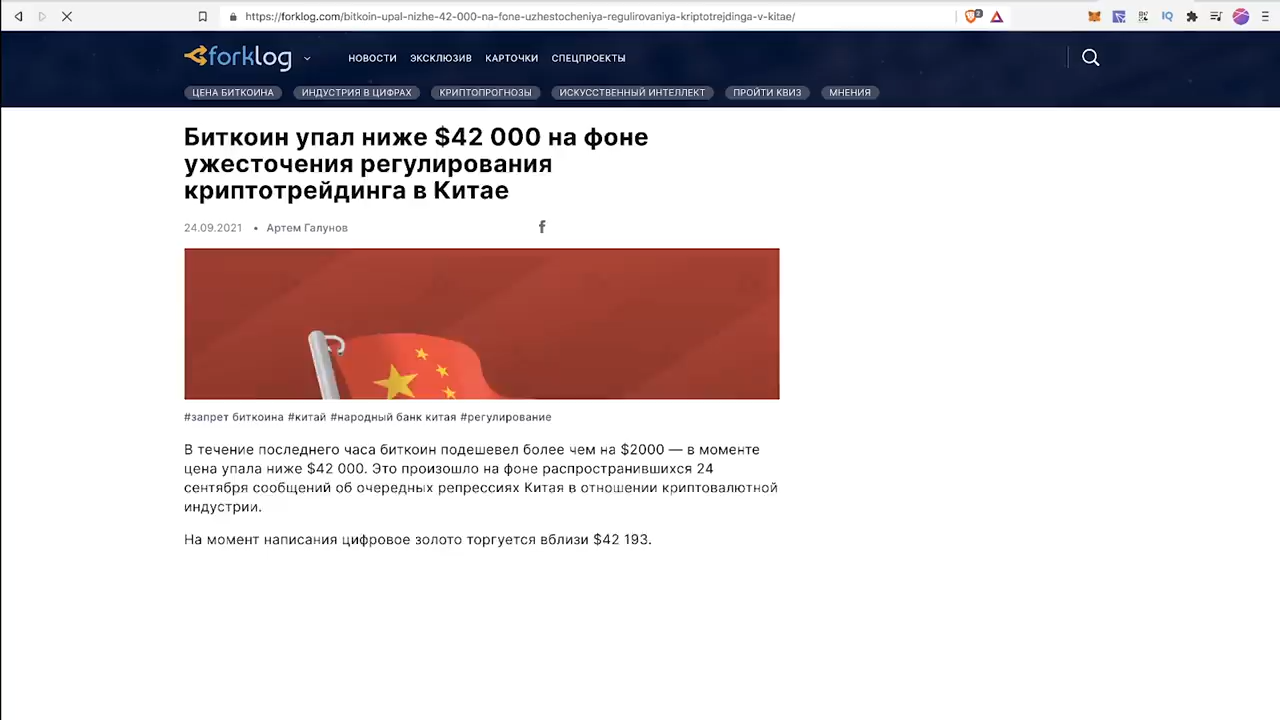 https://forklog.com/bitkoin-upal-nizhe-42-000-na-fone-uzhestocheniya-regulirovaniya-kriptotrejdinga-v-kitae/
2
IQ
forklog
НОВОСТИ ЭКСКЛЮЗИВ КАРТОЧКИ СПЕЦПРОЕКТЫ
ЦЕНА БИТКОИНА ИНДУСТРИЯ В ЦИФРАХ КРИПТОПРОГНОЗЫ ИСКУССТВЕННЫЙ ИНТЕЛЛЕКТ ПРОЙТИ КВИЗ МНЕНИЯ
Биткоин упал ниже $42 000 на фоне
ужесточения регулирования
криптотрейдинга в Китае
24.09.2021 • Артем Галунов
#запрет биткоина #китай #народный банк китая #регулирование
В течение последнего часа биткоин подешевел более чем на $2000 — в моменте
цена упала ниже $42 000. Это произошло на фоне распространившихся 24
сентября сообщений об очередных репрессиях Китая в отношении криптовалютной
индустрии.
На момент написания цифровое золото торгуется вблизи $42 193.